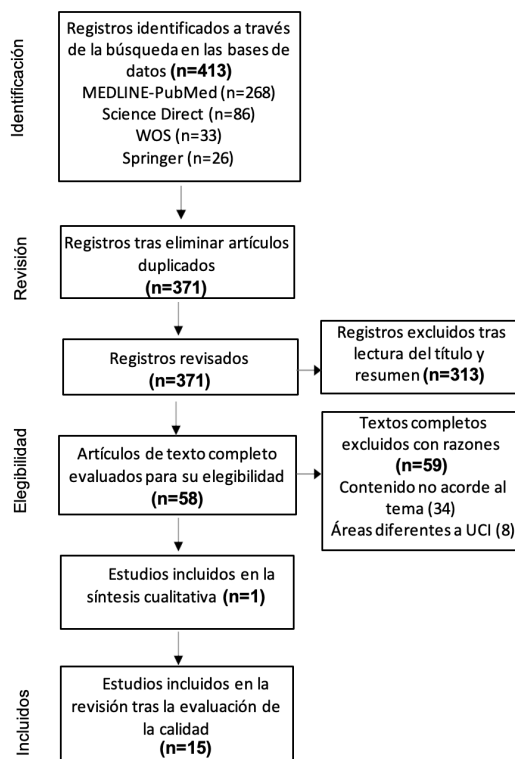 Identificación
Registros identificados a través
de la búsqueda en las bases de
datos (n=413)
MEDLINE-PubMed (n=268)
Science Direct (n=86)
WOS (n=33)
Springer (n=26)
Revisión
Registros tras eliminar artículos
duplicados
(n=371)
Registros revisados
(n=371)
Registros excluidos tras
lectura del título y
resumen (n=313)
Elegibilidad
Artículos de texto completo
evaluados para su elegibilidad
(n=58)
Textos completos
excluidos con razones
(n=59)
Contenido no acorde al
tema (34)
Áreas diferentes a UCI (8)
Estudios incluidos en la
síntesis cualitativa (n=1)
Incluidos
Estudios incluidos en la
revisión tras la evaluación de
la calidad
(n=15)